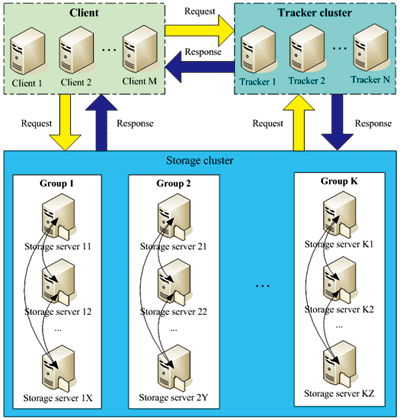 Client
Request
Tracker cluster
...
...
Client 1
Client 2
Client M
Response
Tracker 1
Tracker 2
Tracker N
Request
Response
Request
Response
Storage cluster
Group 1
Group 2
Group K
Storage server 11
Storage server 21
Storage server K1
...
Storage server 12
Storage server 22
Storage server K2
...
...
...
Storage server 1X
Storage server 2Y
Storage server KZ